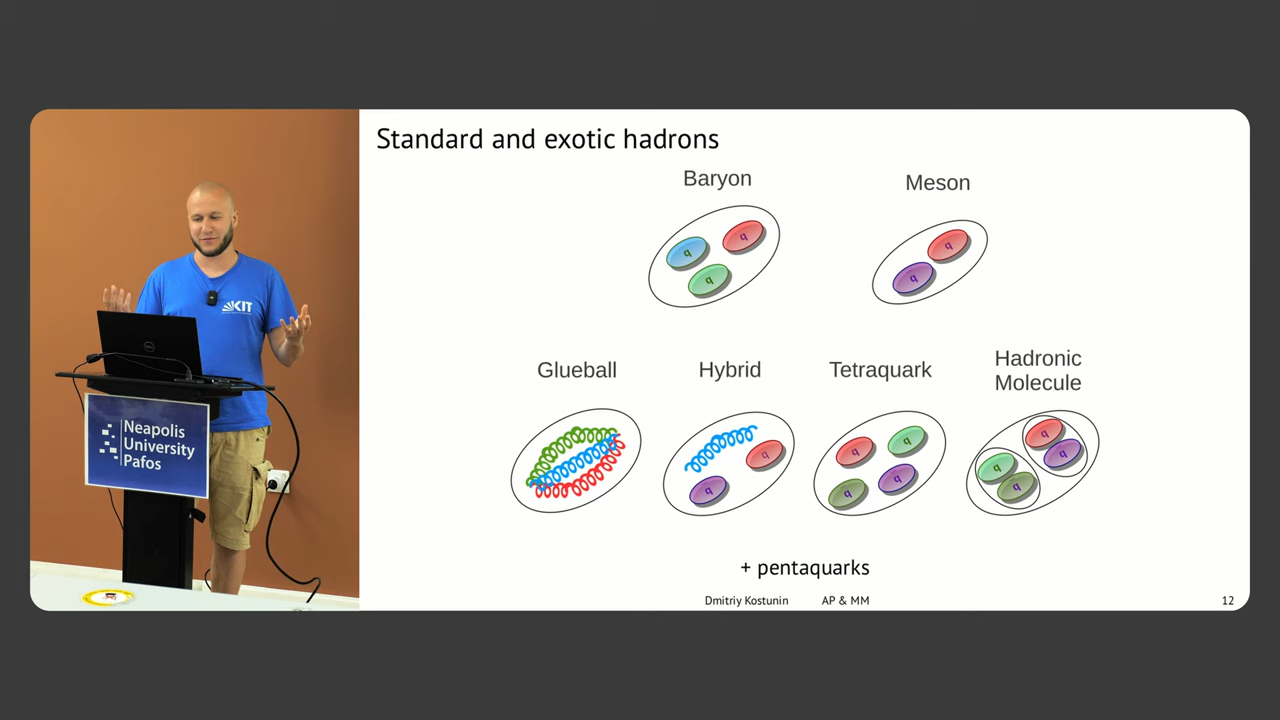 Standard and exotic hadrons
Baryon
Meson
q
q
q
q
q
Glueball
Hybrid
Tetraquark
Hadronic
Molecule
q
q
q
q
q
q
q
q
q
q
+ pentaquarks
Dmitriy Kostunin
AP & MM
12
KIT
Neapolis
University
Pafos